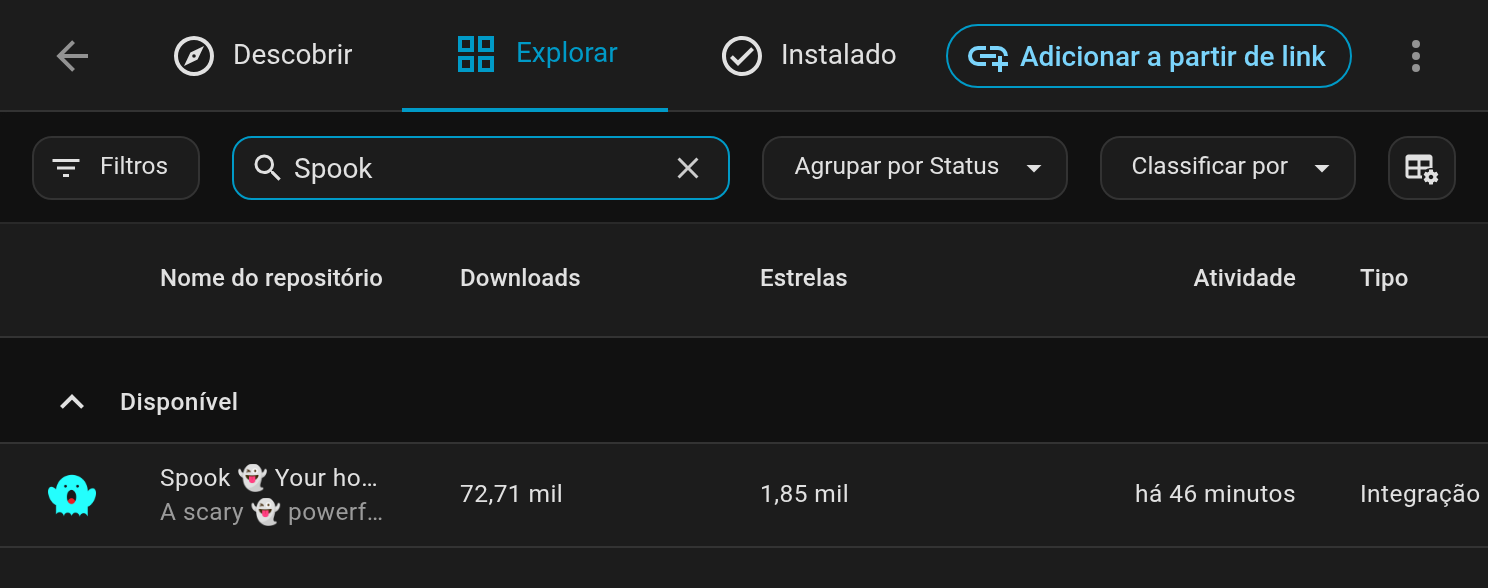 Descobrir
Explorar
Instalado
Adicionar a partir de link
Filtros
Spook
Agrupar por Status
Classificar por
Nome do repositório
Downloads
Estrelas
Atividade
Tipo
Disponível
Spook 👻 Your ho...
A scary 👻 powerf...
72,71 mil
1,85 mil
há 46 minutos
Integração